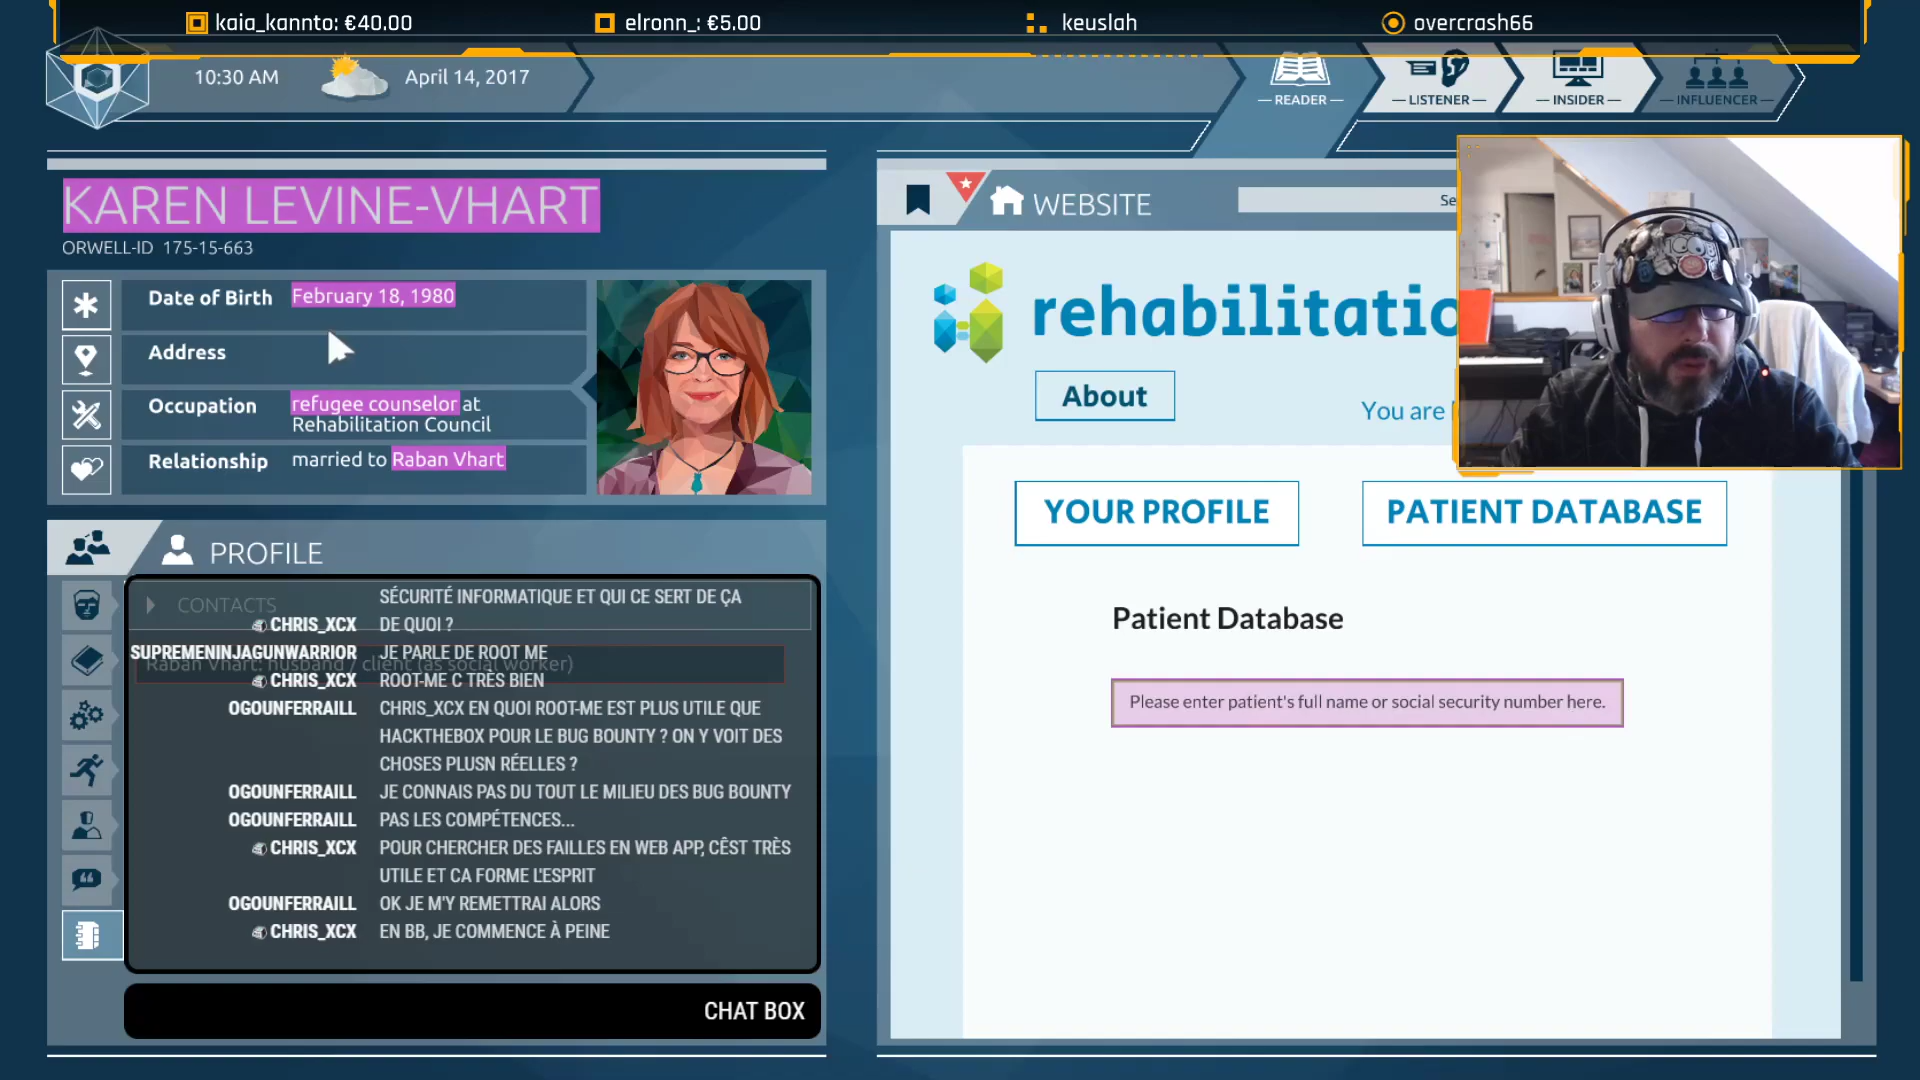 kaia_kannto: €40.00
elronn_: €5.00
keuslah
overcrash66
10:30 AM
April 14, 2017
READER
LISTENER
INSIDER
INFLUENCER
KAREN LEVINE-VHART
ORWELL-ID 175-15-663
Date of Birth February 18, 1980
Address
Occupation refugee counselor at
Rehabilitation Council
Relationship married to Raban Vhart
PROFILE
CONTACTS
Raban Vhart: husband / client (as social worker)
SÉCURITÉ INFORMATIQUE ET QUI CE SERT DE ÇA
CHRIS_XCX DE QUOI ?
SUPREMENINJAGUNWARRIOR JE PARLE DE ROOT ME
CHRIS_XCX ROOT-ME C TRÈS BIEN
OGOUNFERRAILL CHRIS_XCX EN QUOI ROOT-ME EST PLUS UTILE QUE
HACKTHEBOX POUR LE BUG BOUNTY ? ON Y VOIT DES
CHOSES PLUSN RÉELLES ?
OGOUNFERRAILL JE CONNAIS PAS DU TOUT LE MILIEU DES BUG BOUNTY
OGOUNFERRAILL PAS LES COMPÉTENCES...
CHRIS_XCX POUR CHERCHER DES FAILLES EN WEB APP, CÊST TRÈS
UTILE ET CA FORME L'ESPRIT
OGOUNFERRAILL OK JE M'Y REMETTRAI ALORS
CHRIS_XCX EN BB, JE COMMENCE À PEINE
CHAT BOX
WEBSITE
Se
rehabilitatio
About
You are
YOUR PROFILE
PATIENT DATABASE
Patient Database
Please enter patient's full name or social security number here.